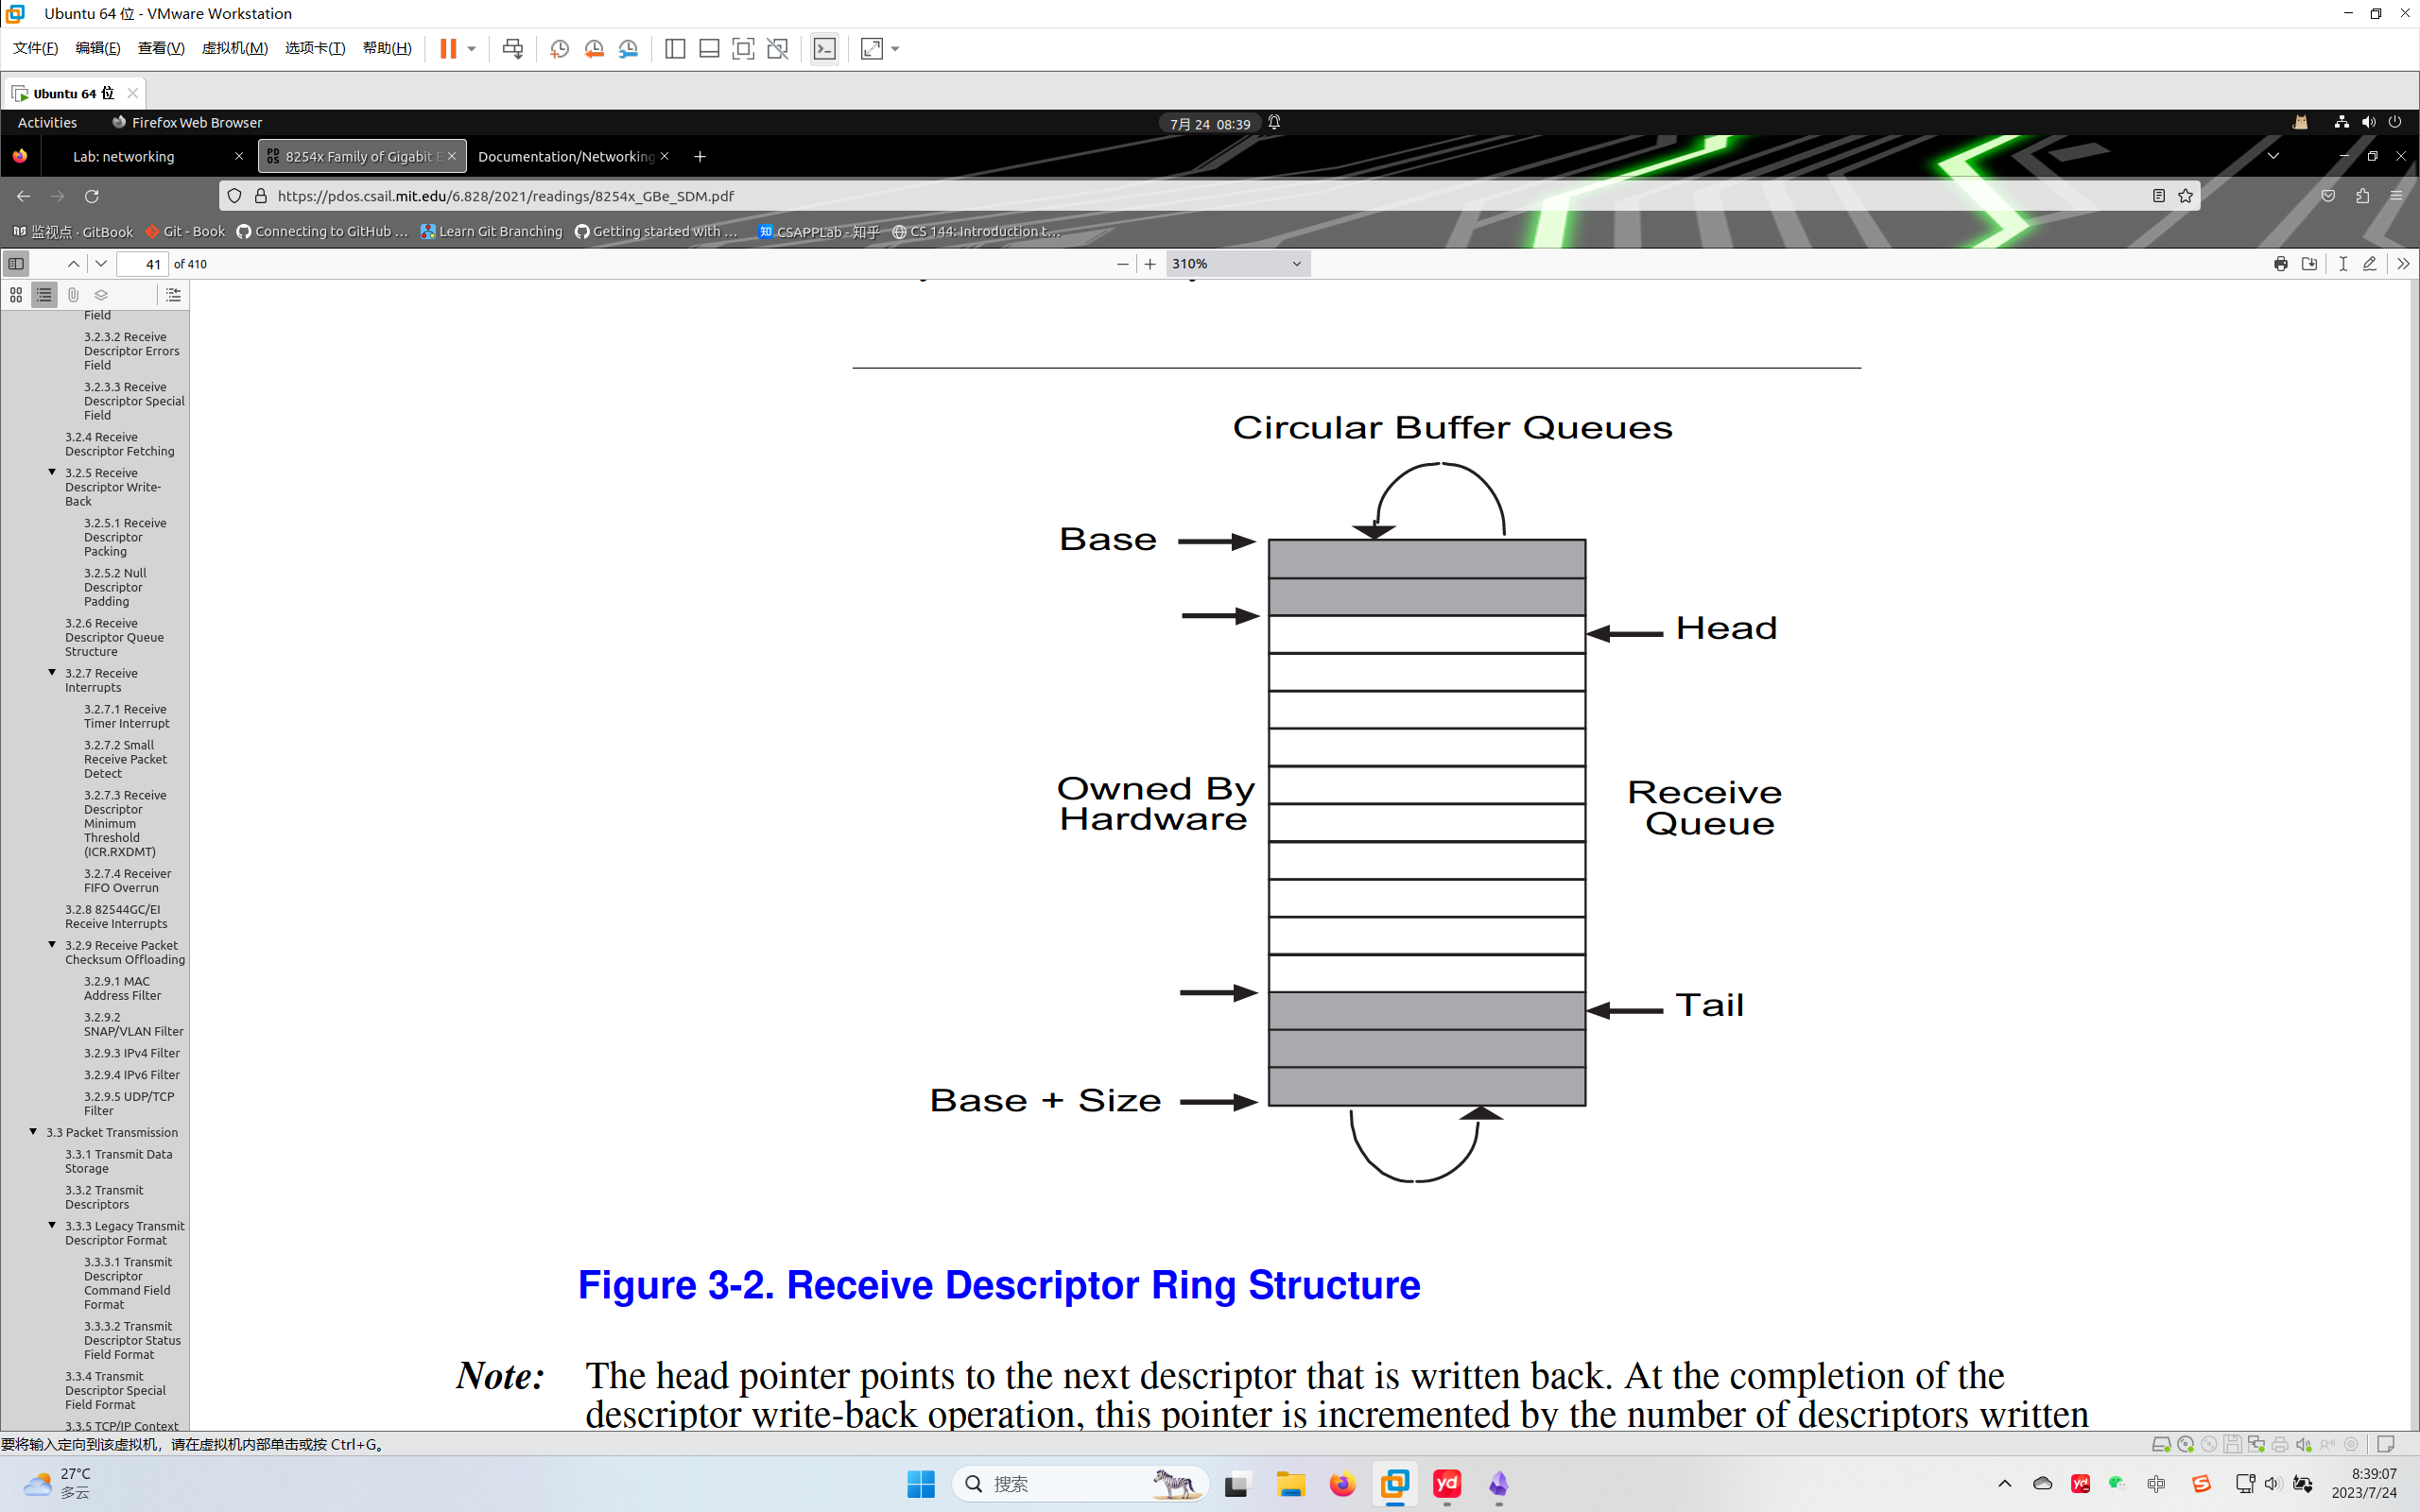 Ubuntu 64 位 - VMware Workstation
文件(F) 编辑(E) 查看(V) 虚拟机(M) 选项卡(T) 帮助(H)
Ubuntu 64 位
Activities Firefox Web Browser 7月 24 08:39
Lab: networking PD OS 8254x Family of Gigabit E Documentation/Networking
https://pdos.csail.mit.edu/6.828/2021/readings/8254x_GBe_SDM.pdf
监视点 · GitBook Git - Book Connecting to GitHub … Learn Git Branching Getting started with … 知 CSAPPLab - 知乎 CS 144: Introduction t…
41 of 410 310%
Field
3.2.3.2 Receive
Descriptor Errors
Field
3.2.3.3 Receive
Descriptor Special
Field
3.2.4 Receive
Descriptor Fetching
3.2.5 Receive
Descriptor Write-
Back
3.2.5.1 Receive
Descriptor
Packing
3.2.5.2 Null
Descriptor
Padding
3.2.6 Receive
Descriptor Queue
Structure
3.2.7 Receive
Interrupts
3.2.7.1 Receive
Timer Interrupt
3.2.7.2 Small
Receive Packet
Detect
3.2.7.3 Receive
Descriptor
Minimum
Threshold
(ICR.RXDMT)
3.2.7.4 Receiver
FIFO Overrun
3.2.8 82544GC/EI
Receive Interrupts
3.2.9 Receive Packet
Checksum Offloading
3.2.9.1 MAC
Address Filter
3.2.9.2
SNAP/VLAN Filter
3.2.9.3 IPv4 Filter
3.2.9.4 IPv6 Filter
3.2.9.5 UDP/TCP
Filter
3.3 Packet Transmission
3.3.1 Transmit Data
Storage
3.3.2 Transmit
Descriptors
3.3.3 Legacy Transmit
Descriptor Format
3.3.3.1 Transmit
Descriptor
Command Field
Format
3.3.3.2 Transmit
Descriptor Status
Field Format
3.3.4 Transmit
Descriptor Special
Field Format
3.3.5 TCP/IP Context
Circular Buffer Queues
Base
Head
Owned By
Hardware
Receive
Queue
Tail
Base + Size
Figure 3-2. Receive Descriptor Ring Structure
Note: The head pointer points to the next descriptor that is written back. At the completion of the
descriptor write-back operation, this pointer is incremented by the number of descriptors written
要将输入定向到该虚拟机，请在虚拟机内部单击或按 Ctrl+G。
27°C
多云
搜索
yd
中
8:39:07
2023/7/24